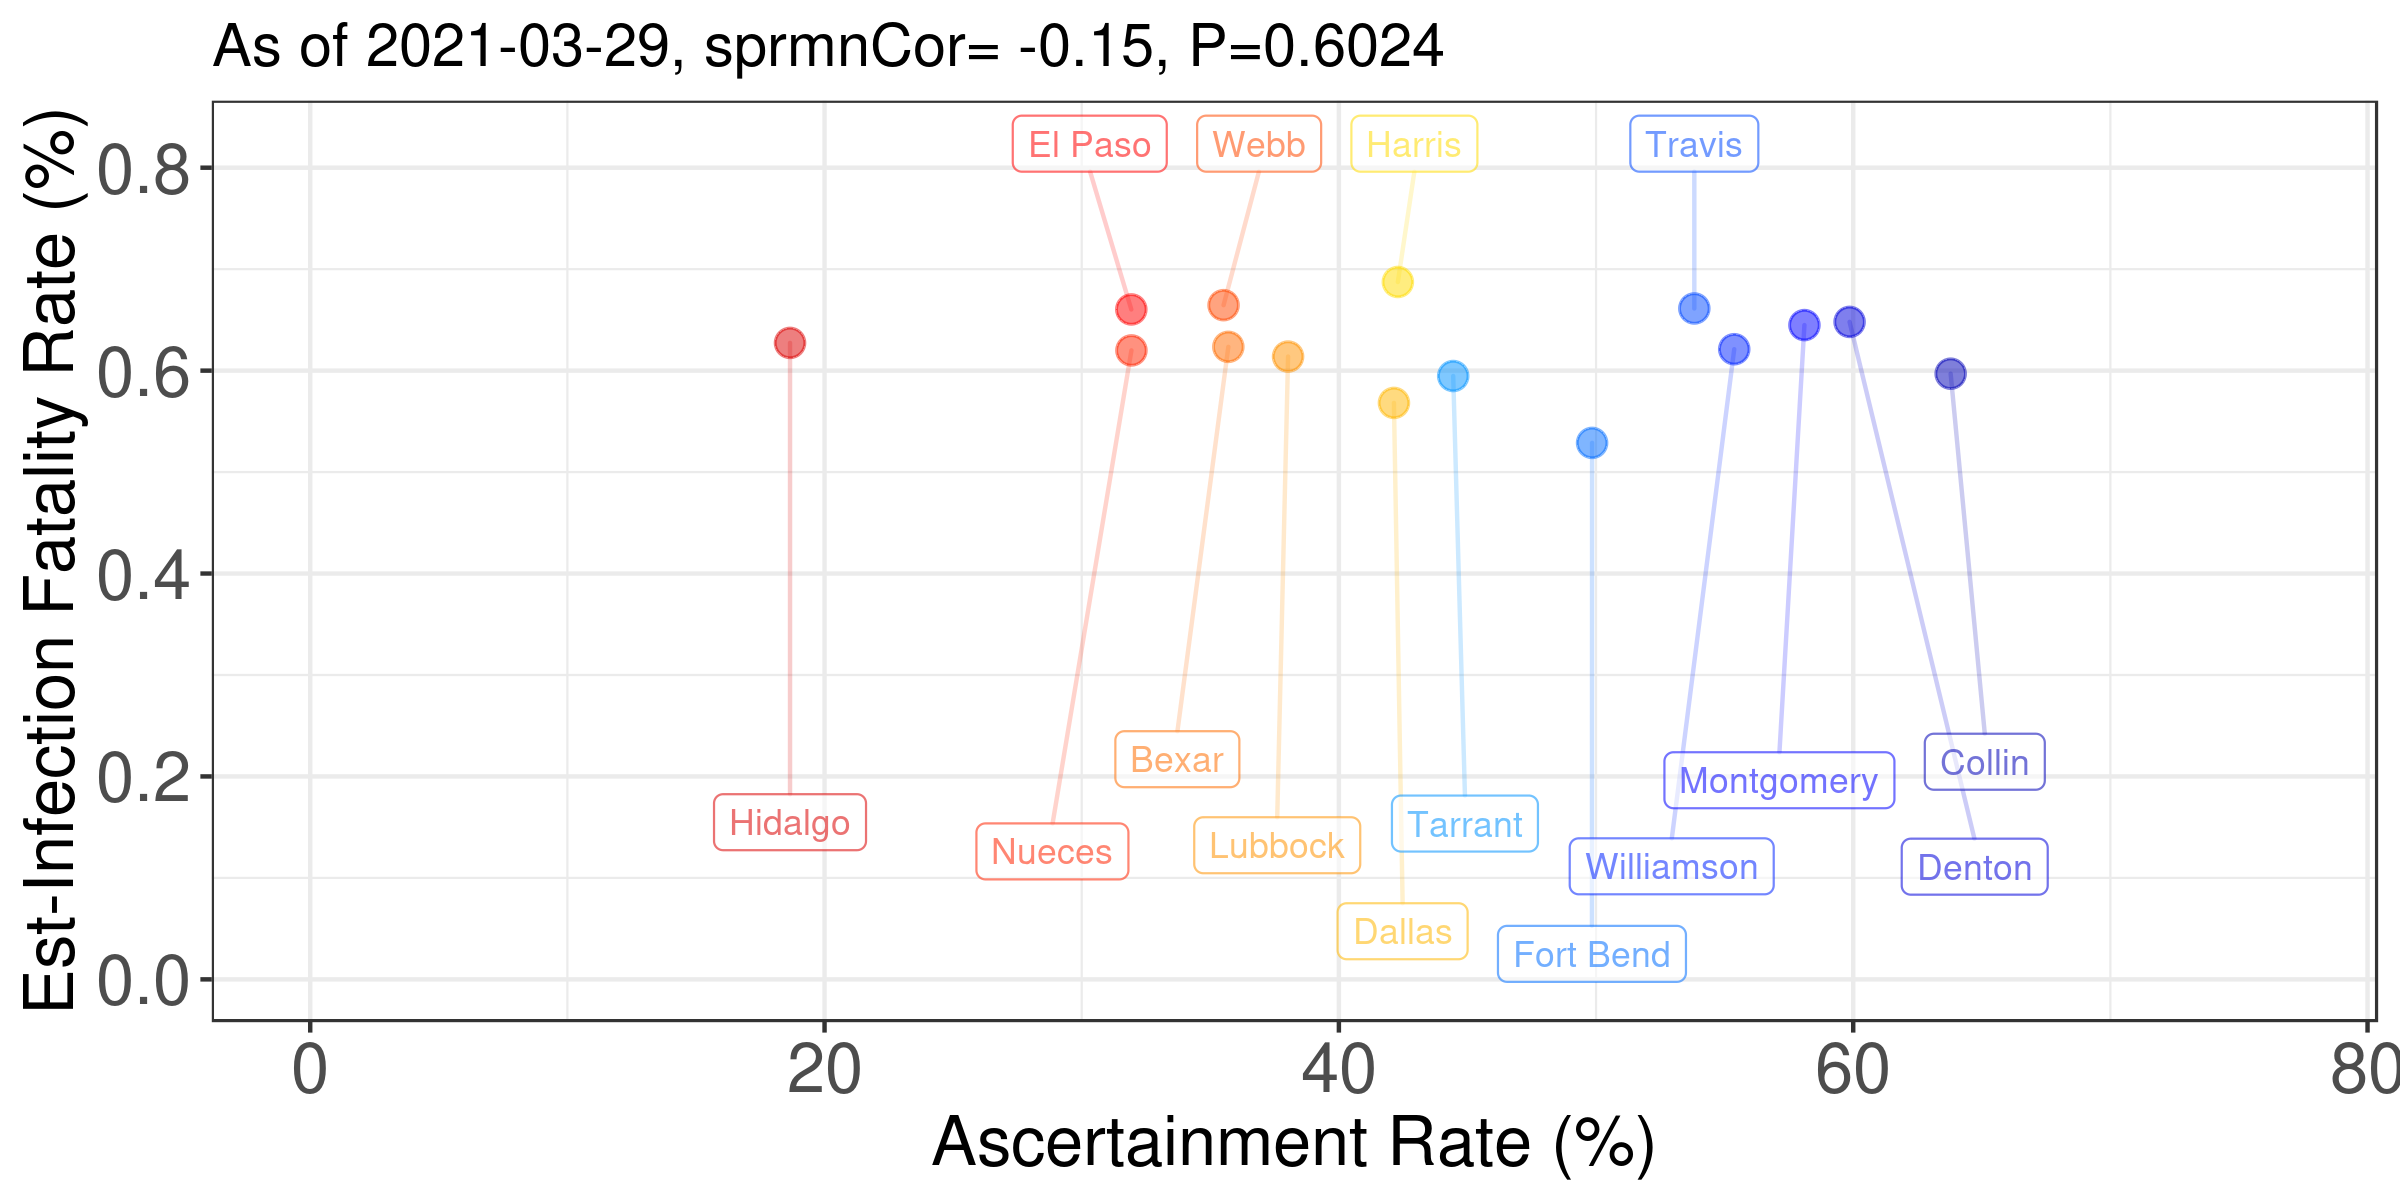 As of 2021-03-29, sprmnCor= -0.15, P=0.6024
Est-Infection Fatality Rate (%)
0.8
0.6
0.4
0.2
0.0
El Paso
Webb
Harris
Travis
Bexar
Collin
Montgomery
Hidalgo
Tarrant
Lubbock
Nueces
Williamson
Denton
Dallas
Fort Bend
0
20
40
60
80
Ascertainment Rate (%)